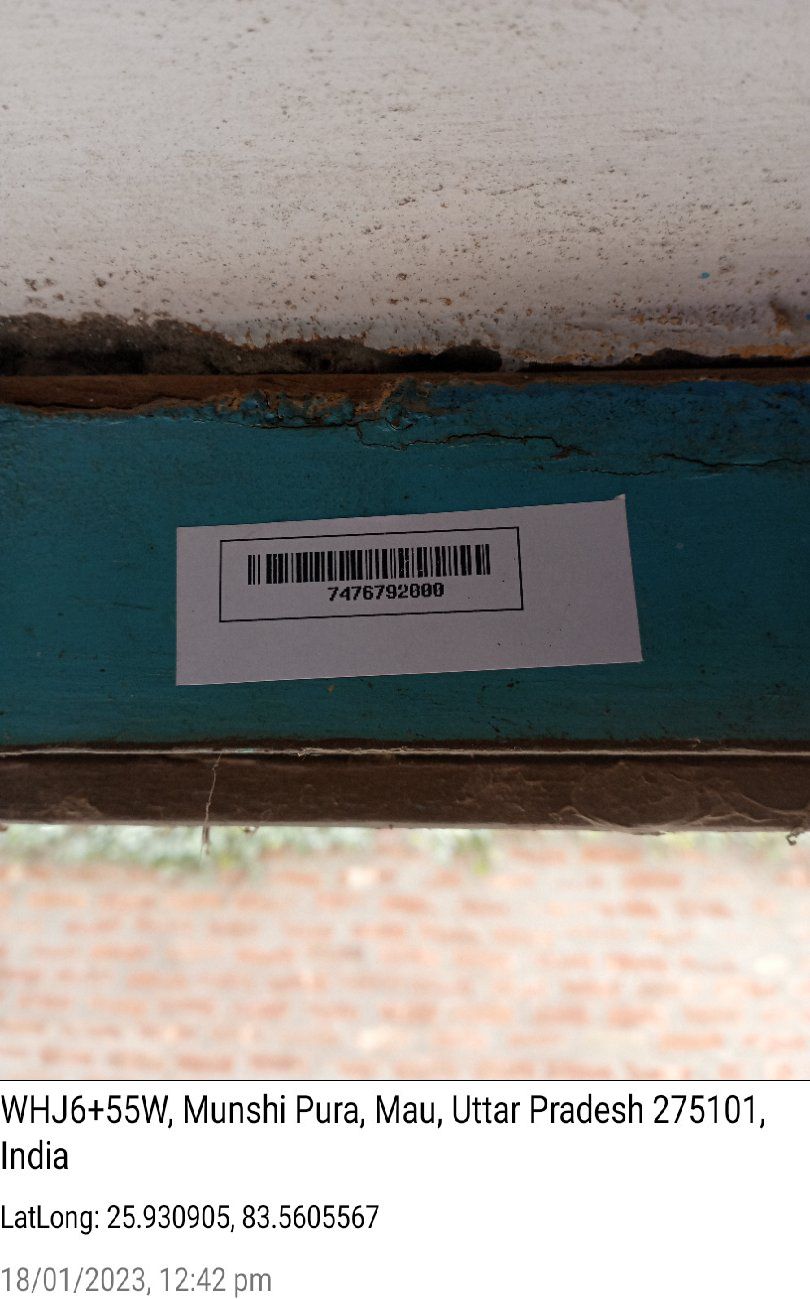 7476792000
WHJ6+55W, Munshi Pura, Mau, Uttar Pradesh 275101,
India
LatLong: 25.930905, 83.5605567
18/01/2023, 12:42 pm